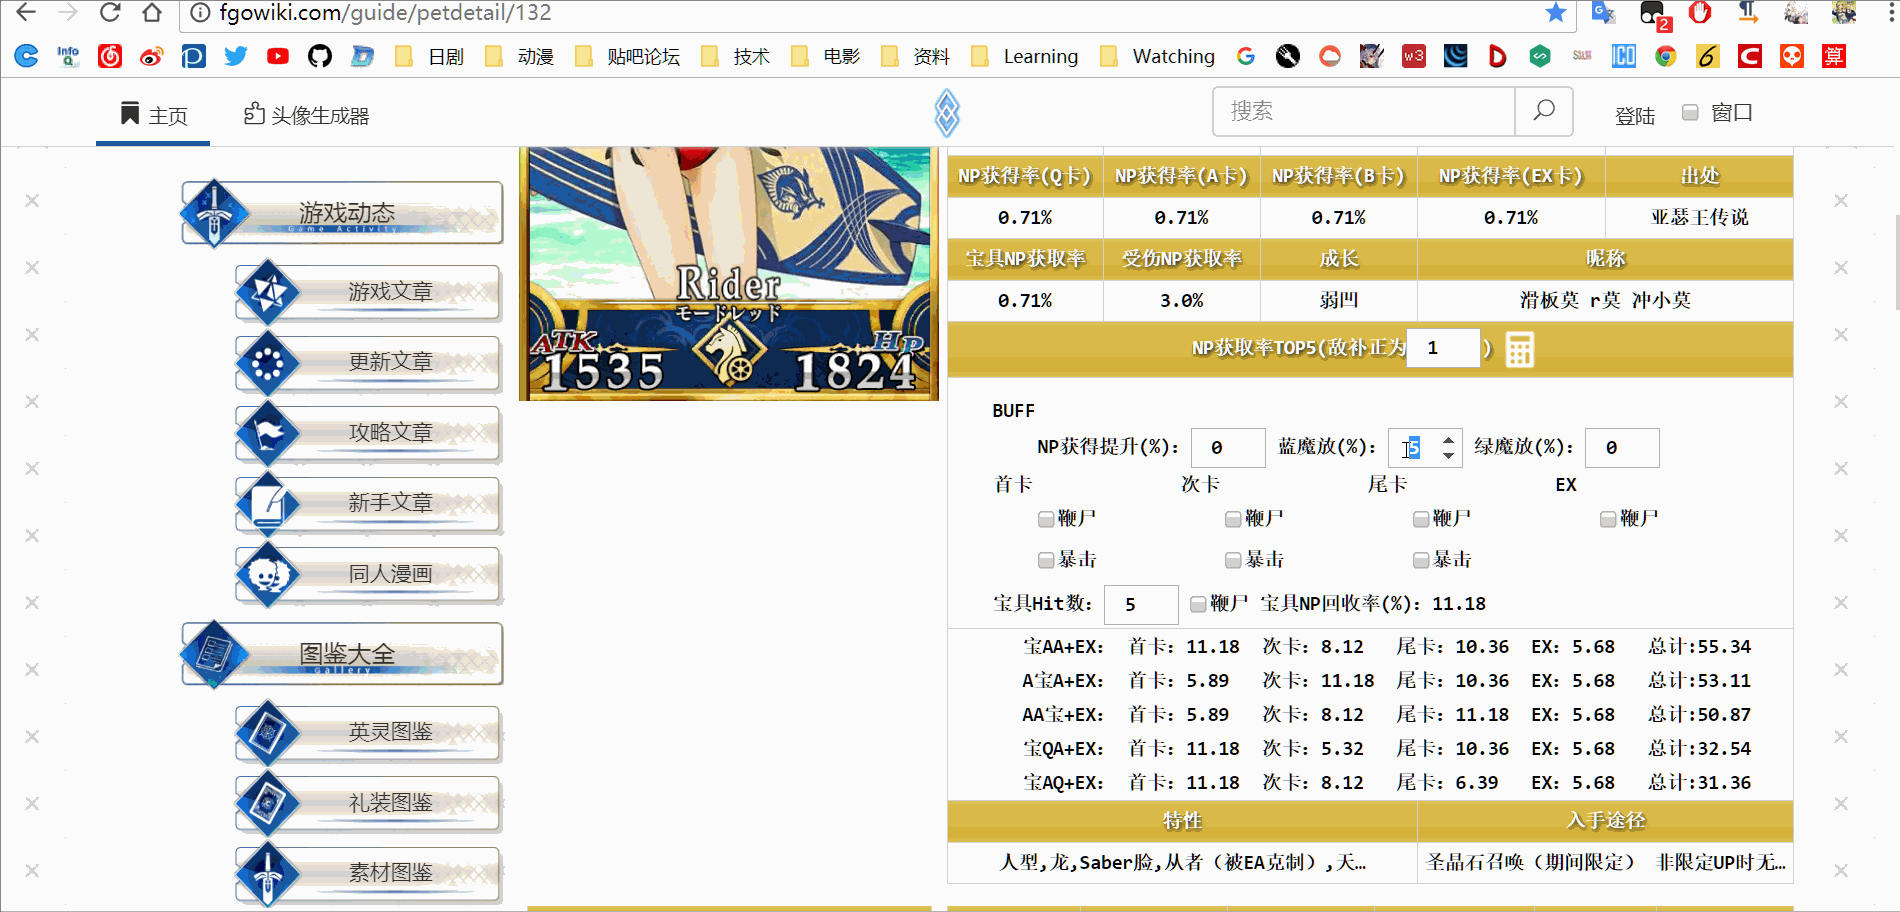 fgowiki.com/guide/petdetail/132
2
Info Q 日剧 动漫 贴吧论坛 技术 电影 资料 Learning Watching w3 ICO 6 算
主页 头像生成器 搜索 登陆 窗口
游戏动态
Game Activity
游戏文章
更新文章
攻略文章
新手文章
同人漫画
图鉴大全
Gallery
英灵图鉴
礼装图鉴
素材图鉴
Rider
モードレッド
ATK HP
1535 1824
NP获得率(Q卡) NP获得率(A卡) NP获得率(B卡) NP获得率(EX卡) 出处
0.71% 0.71% 0.71% 0.71% 亚瑟王传说
宝具NP获取率 受伤NP获取率 成长 昵称
0.71% 3.0% 弱凹 滑板莫 r莫 冲小莫
NP获取率TOP5(敌补正为 1 )
BUFF
NP获得提升(%): 0 蓝魔放(%): 5 绿魔放(%): 0
首卡 次卡 尾卡 EX
鞭尸 鞭尸 鞭尸 鞭尸
暴击 暴击 暴击
宝具Hit数: 5 鞭尸 宝具NP回收率(%): 11.18
宝AA+EX: 首卡: 11.18 次卡: 8.12 尾卡: 10.36 EX: 5.68 总计:55.34
A宝A+EX: 首卡: 5.89 次卡: 11.18 尾卡: 10.36 EX: 5.68 总计:53.11
AA宝+EX: 首卡: 5.89 次卡: 8.12 尾卡: 11.18 EX: 5.68 总计:50.87
宝QA+EX: 首卡: 11.18 次卡: 5.32 尾卡: 10.36 EX: 5.68 总计:32.54
宝AQ+EX: 首卡: 11.18 次卡: 8.12 尾卡: 6.39 EX: 5.68 总计:31.36
特性 入手途径
人型,龙,Saber脸,从者（被EA克制）,天… 圣晶石召唤（期间限定） 非限定UP时无…